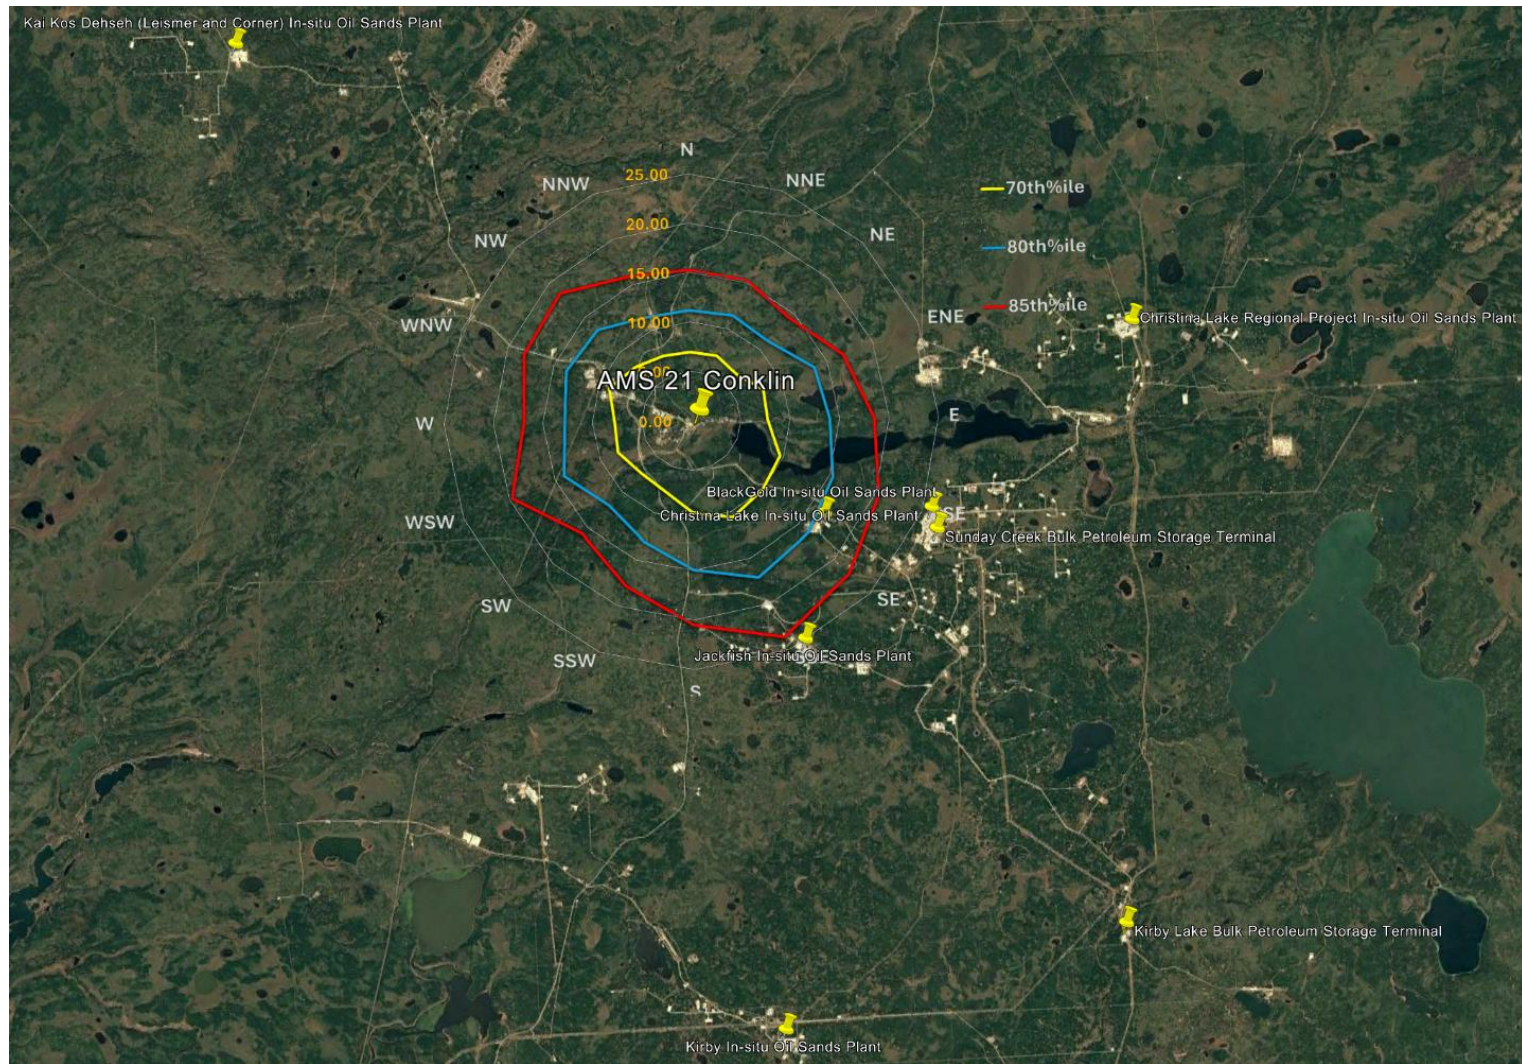 Kai Kos Dehseh (Leismer and Corner) In-situ Oil Sands Plant
N
25.00
NNW
NNE
70th%ile
20.00
NW
NE
80th%ile
15.00
85th%ile
WNW
10.00
ENE
Christina Lake Regional Project In-situ Oil Sands Plant
AMS 21 Conklin
0.00
W
E
BlackGold In-situ Oil Sands Plant
Christina Lake In-situ Oil Sands Plant
SE
WSW
Sunday Creek Bulk Petroleum Storage Terminal
SW
SE
Jackfish In-situ Oil Sands Plant
SSW
S
Kirby Lake Bulk Petroleum Storage Terminal
Kirby In-situ Oil Sands Plant